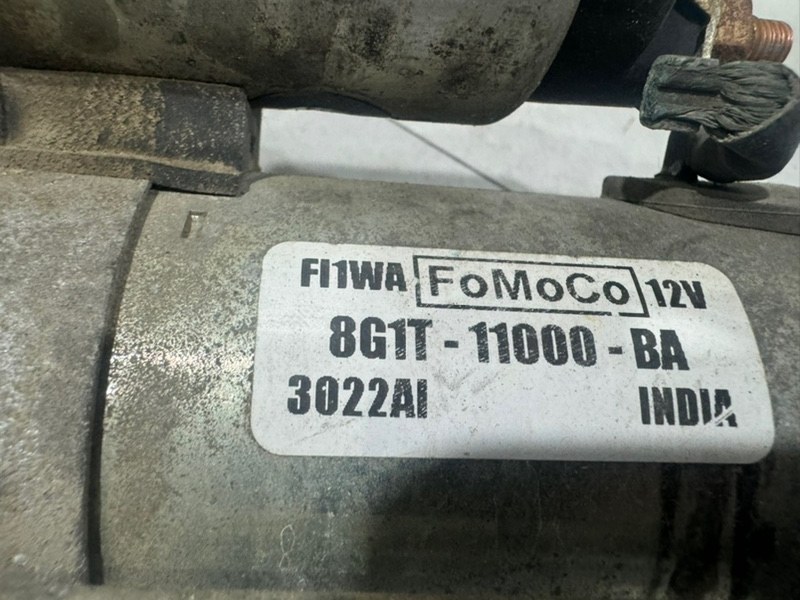 FI1WA FoMoCo 12V
8G1T - 11000 - BA
3022AI INDIA